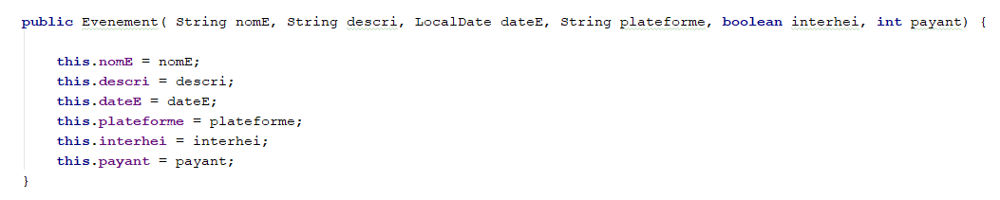 public Evenement( String nomE, String descri, LocalDate dateE, String plateforme, boolean interhei, int payant) {
this.nomE = nomE;
this.descri = descri;
this.dateE = dateE;
this.plateforme = plateforme;
this.interhei = interhei;
this.payant = payant;
}